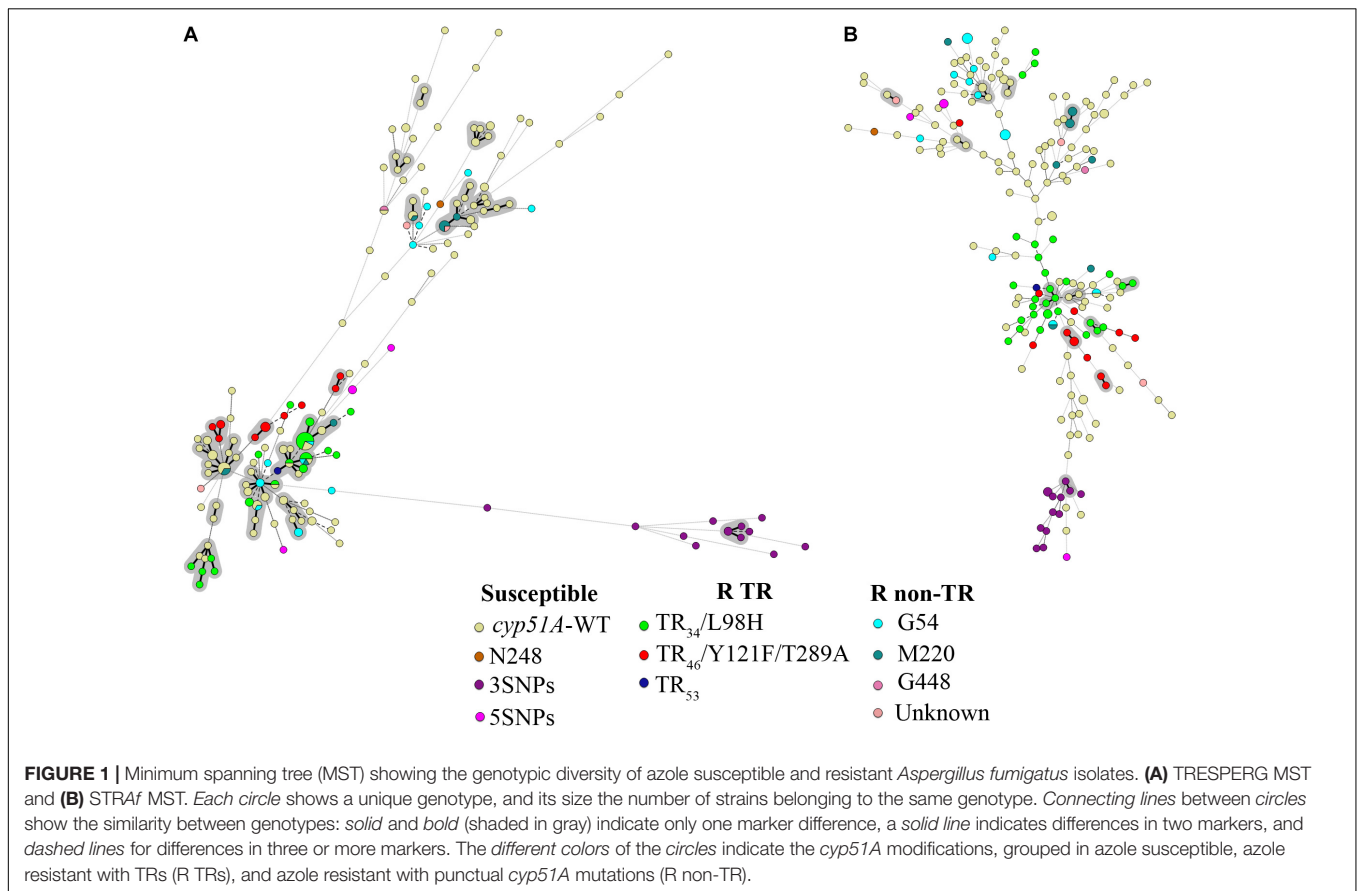 A
B
Susceptible
cyp51A-WT
N248
3SNPs
5SNPs
R TR
TR34/L98H
TR46/Y121F/T289A
TR53
R non-TR
G54
M220
G448
Unknown
FIGURE 1 | Minimum spanning tree (MST) showing the genotypic diversity of azole susceptible and resistant Aspergillus fumigatus isolates. (A) TRESPERG MST
and (B) STRAf MST. Each circle shows a unique genotype, and its size the number of strains belonging to the same genotype. Connecting lines between circles
show the similarity between genotypes: solid and bold (shaded in gray) indicate only one marker difference, a solid line indicates differences in two markers, and
dashed lines for differences in three or more markers. The different colors of the circles indicate the cyp51A modifications, grouped in azole susceptible, azole
resistant with TRs (R TRs), and azole resistant with punctual cyp51A mutations (R non-TR).